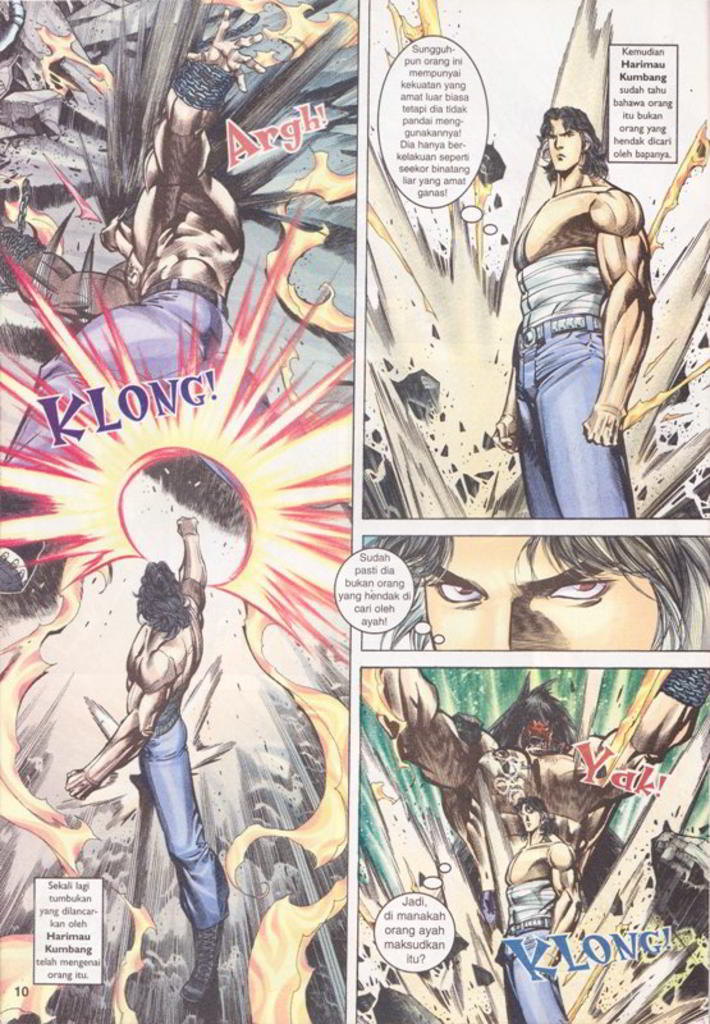 Argh!
KLONG!
Sekali lagi
tumbukan
yang dilancar-
kan oleh
Harimau
Kumbang
telah mengenai
orang itu.
10
Sungguh-
pun orang ini
mempunyai
kekuatan yang
amat luar biasa
tetapi dia tidak
pandai meng-
gunakannya!
Dia hanya ber-
kelakuan seperti
seekor binatang
liar yang amat
ganas!
Kemudian
Harimau
Kumbang
sudah tahu
bahawa orang
itu bukan
orang yang
hendak dicari
oleh bapanya.
Sudah
pasti dia
bukan orang
yang hendak di
cari oleh
ayah!
Yak!
Jadi,
di manakah
orang ayah
maksudkan
itu?
KLONG!